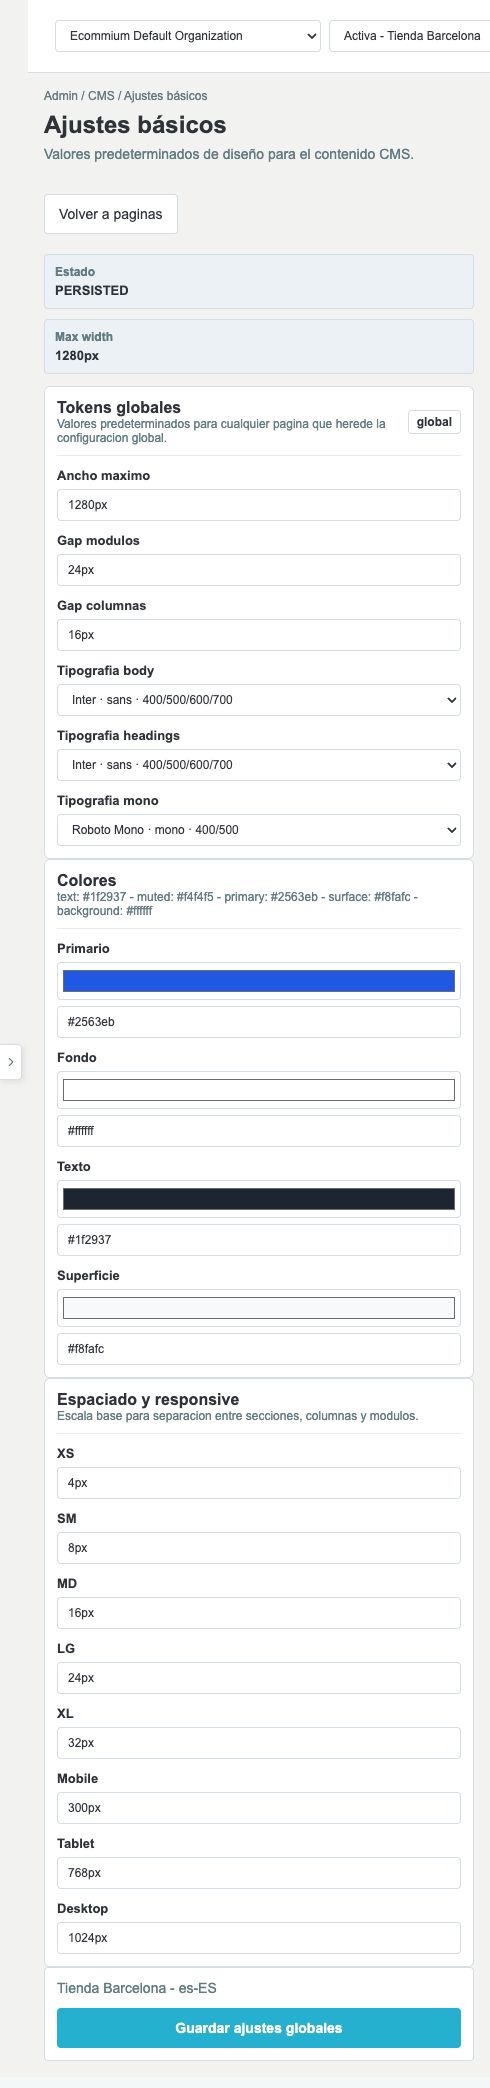 Ecommium Default Organization
Activa - Tienda Barcelona
Admin / CMS / Ajustes básicos
Ajustes básicos
Valores predeterminados de diseño para el contenido CMS.
Volver a paginas
Estado
PERSISTED
Max width
1280px
Tokens globales
Valores predeterminados para cualquier pagina que herede la
configuracion global.
global
Ancho maximo
1280px
Gap modulos
24px
Gap columnas
16px
Tipografia body
Inter · sans · 400/500/600/700
Tipografia headings
Inter · sans · 400/500/600/700
Tipografia mono
Roboto Mono · mono · 400/500
Colores
text: #1f2937 - muted: #f4f4f5 - primary: #2563eb - surface: #f8fafc -
background: #ffffff
Primario
#2563eb
Fondo
#ffffff
Texto
#1f2937
Superficie
#f8fafc
Espaciado y responsive
Escala base para separacion entre secciones, columnas y modulos.
XS
4px
SM
8px
MD
16px
LG
24px
XL
32px
Mobile
300px
Tablet
768px
Desktop
1024px
Tienda Barcelona - es-ES
Guardar ajustes globales